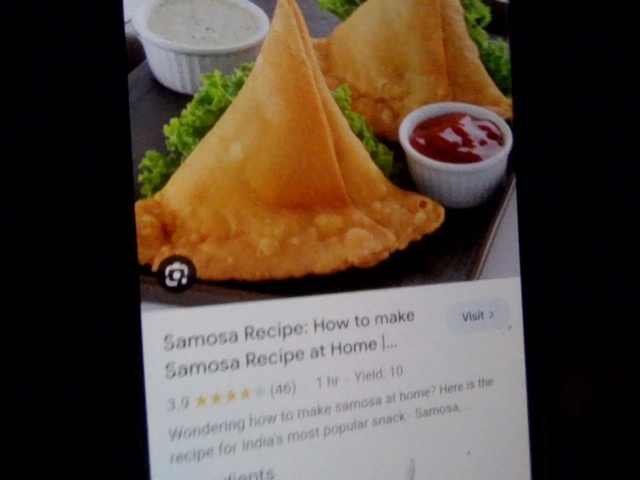 Samosa Recipe: How to make
Samosa Recipe at Home |...
Visit >
3.9 ★★★★★ (46) · 1 hr · Yield: 10
Wondering how to make samosa at home? Here is the
recipe for India's most popular snack - Samosa,...